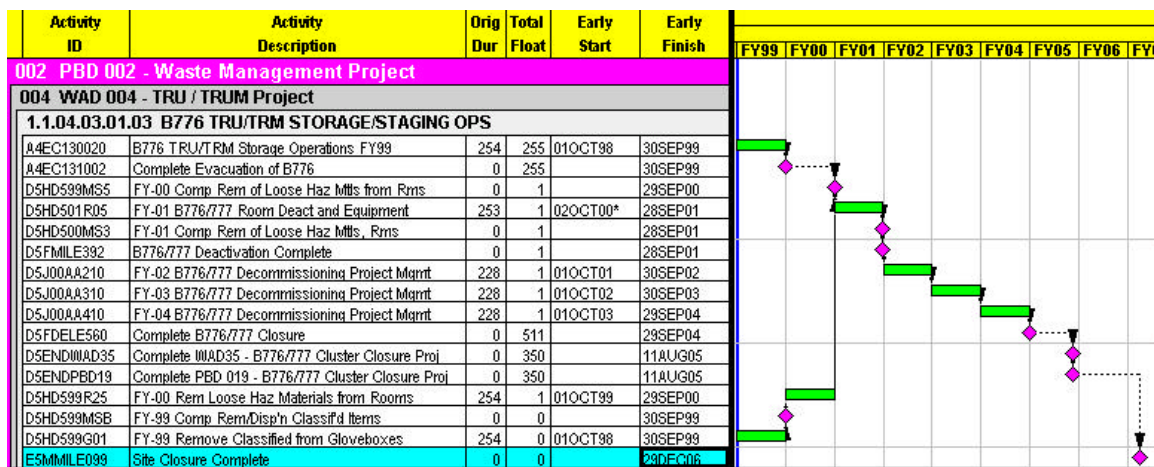 Activity Activity Orig Total Early Early
ID Description Dur Float Start Finish FY99 FY00 FY01 FY02 FY03 FY04 FY05 FY06
002 PBD 002 - Waste Management Project
004 WAD 004 - TRU / TRUM Project
1.1.04.03.01.03 B776 TRU/TRM STORAGE/STAGING OPS
A4EC130020 B776 TRU/TRM Storage Operations FY99 254 255 01OCT98 30SEP99
A4EC131002 Complete Evacuation of B776 0 255 30SEP99
D5HD599MS5 FY-00 Comp Rem of Loose Haz Mtls from Rms 0 1 29SEP00
D5HD501R05 FY-01 B776/777 Room Deact and Equipment 253 1 02OCT00* 28SEP01
D5HD500MS3 FY-01 Comp Rem of Loose Haz Mtls, Rms 0 1 28SEP01
D5FMILE392 B776/777 Deactivation Complete 0 1 28SEP01
D5J00AA210 FY-02 B776/777 Decommissioning Project Mgmt 228 1 01OCT01 30SEP02
D5J00AA310 FY-03 B776/777 Decommissioning Project Mgmt 228 1 01OCT02 30SEP03
D5J00AA410 FY-04 B776/777 Decommissioning Project Mgmt 228 1 01OCT03 29SEP04
D5FDELE560 Complete B776/777 Closure 0 511 29SEP04
D5ENDWAD35 Complete WAD35 - B776/777 Cluster Closure Proj 0 350 11AUG05
D5ENDPBD19 Complete PBD 019 - B776/777 Cluster Closure Proj 0 350 11AUG05
D5HD599R25 FY-00 Rem Loose Haz Materials from Rooms 254 1 01OCT99 29SEP00
D5HD599MSB FY-99 Comp Rem/Disp'n Classif'd Items 0 0 30SEP99
D5HD599G01 FY-99 Remove Classified from Gloveboxes 254 0 01OCT98 30SEP99
E5MMILE099 Site Closure Complete 0 0 29DEC06